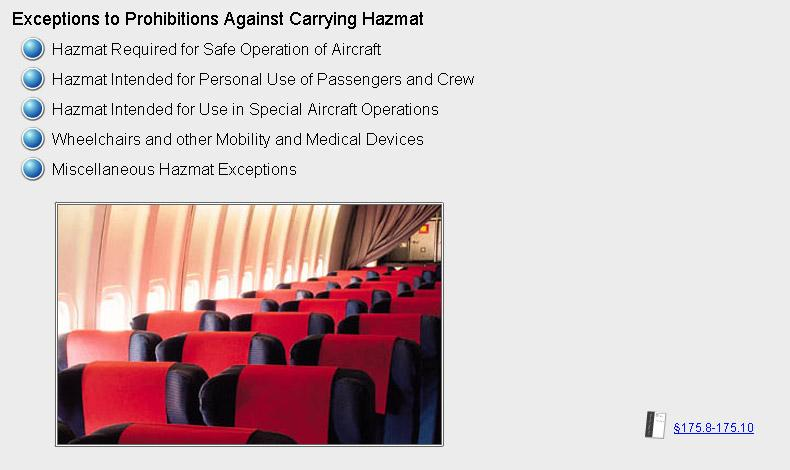 Exceptions to Prohibitions Against Carrying Hazmat
Hazmat Required for Safe Operation of Aircraft
Hazmat Intended for Personal Use of Passengers and Crew
Hazmat Intended for Use in Special Aircraft Operations
Wheelchairs and other Mobility and Medical Devices
Miscellaneous Hazmat Exceptions
§175.8-175.10